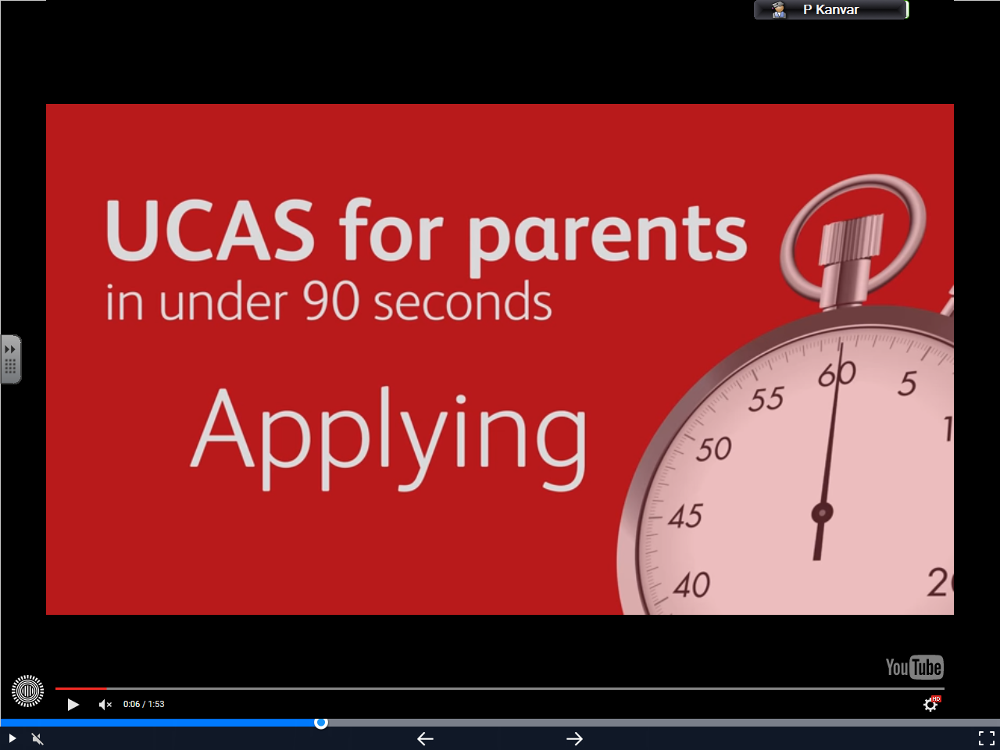 P Kanvar
UCAS for parents
in under 90 seconds
Applying
60
5
55
50
45
40
YouTube
HD
0:06 / 1:53